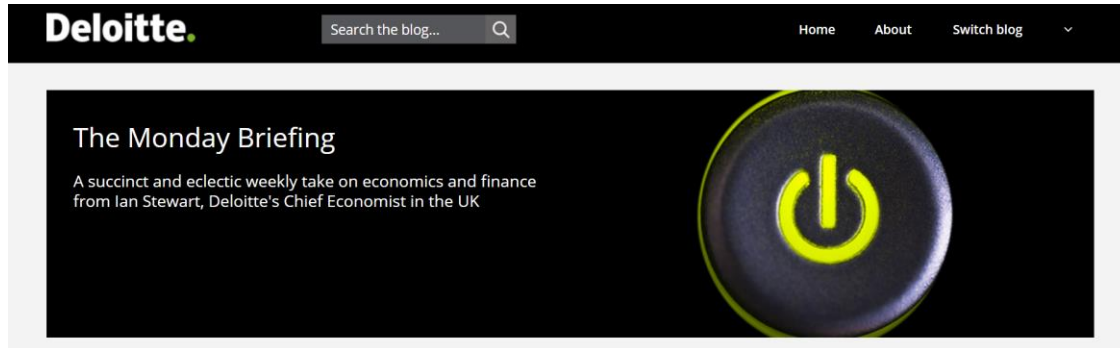 Deloitte.
Search the blog...
Home About Switch blog
The Monday Briefing
A succinct and eclectic weekly take on economics and finance
from Ian Stewart, Deloitte's Chief Economist in the UK